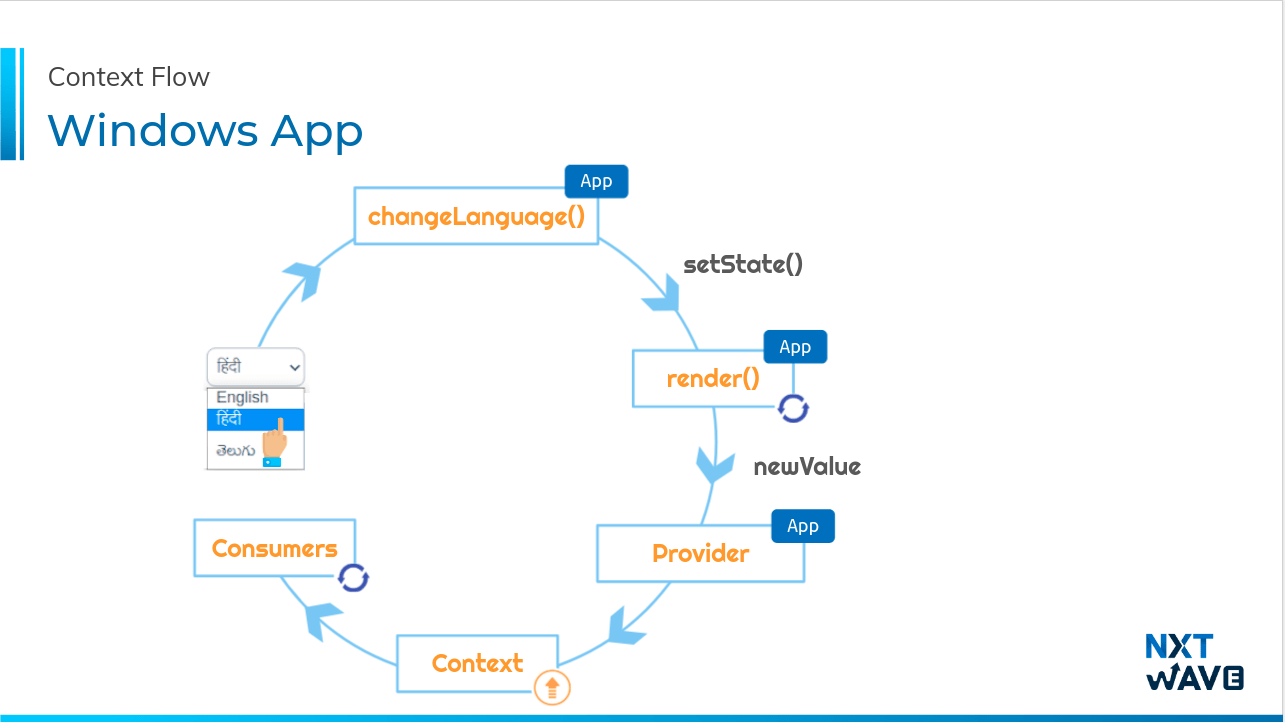 Context Flow
Windows App
App
changeLanguage()
setState()
App
render()
हिंदी
English
हिंदी
తెలుగు
newValue
App
Provider
Consumers
Context
NXT
WAVE